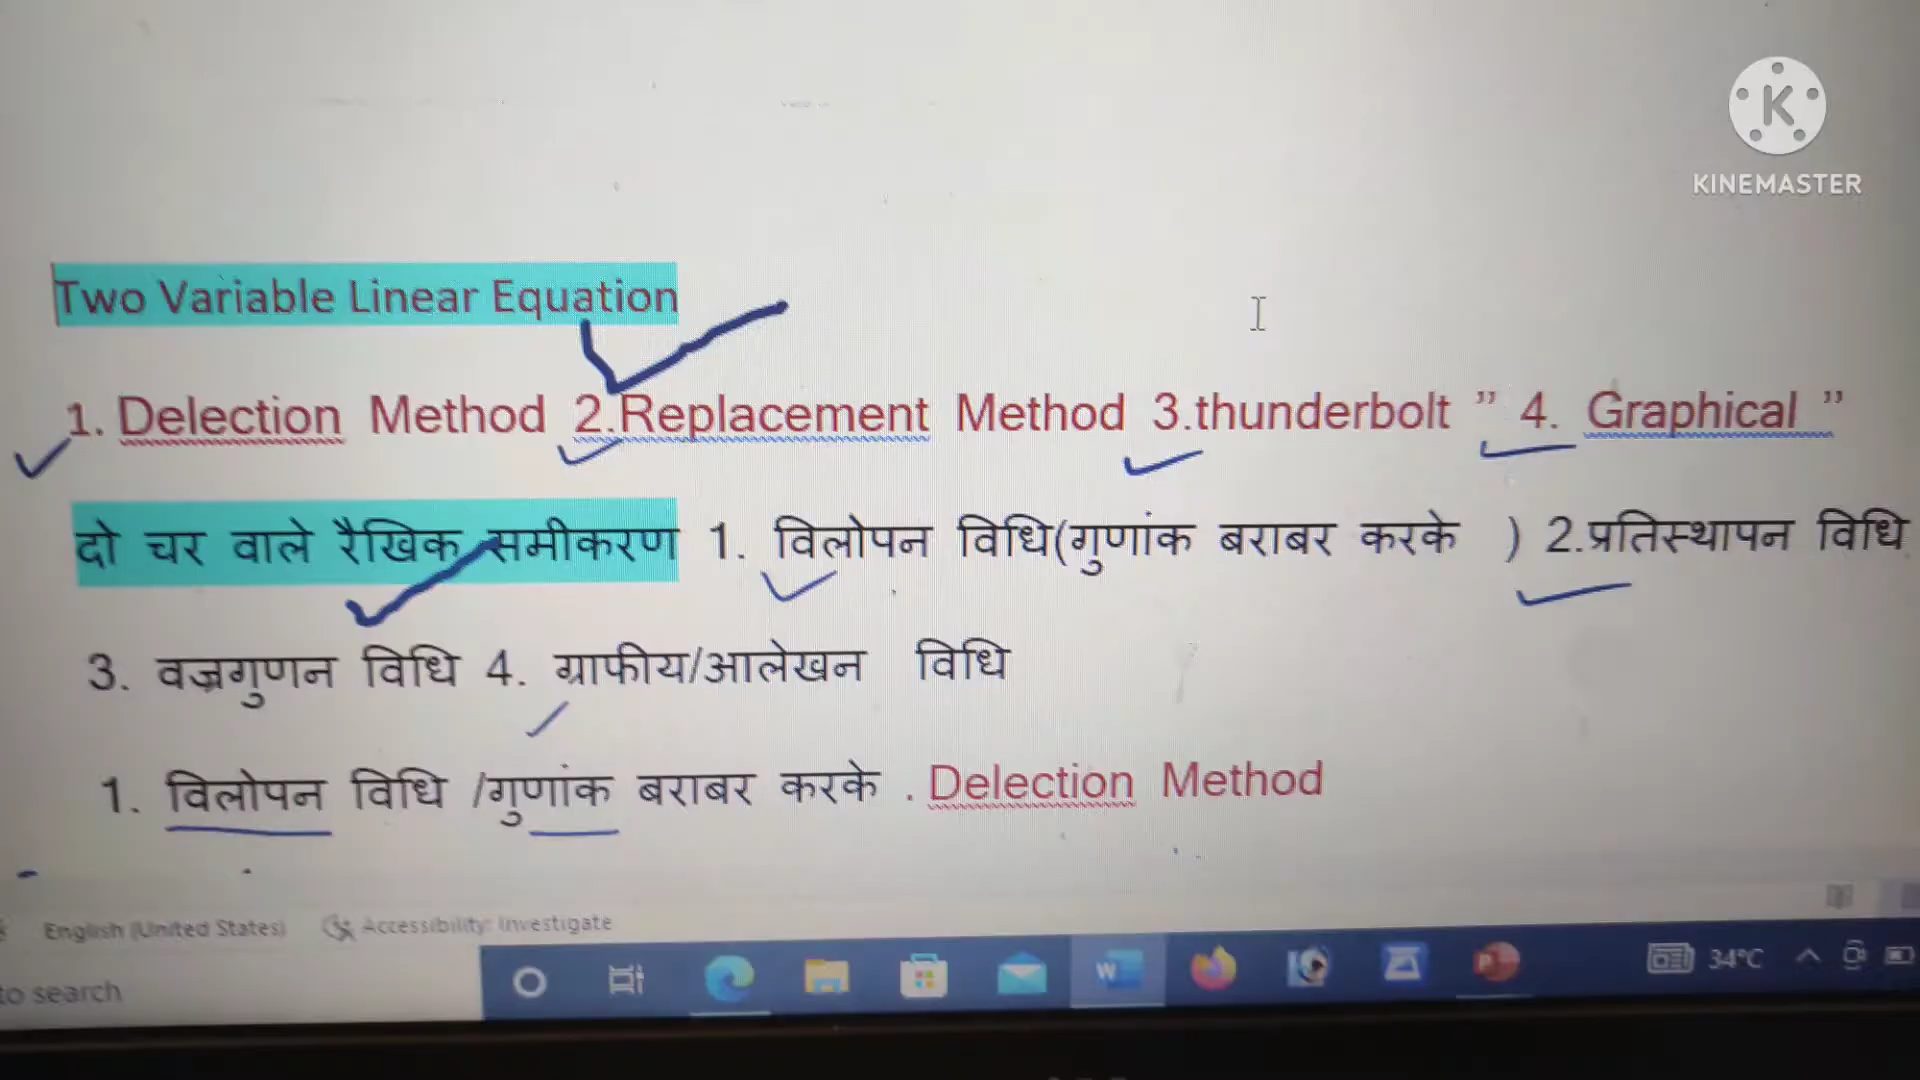 KINEMASTER
Two Variable Linear Equation
1. Delection Method 2.Replacement Method 3.thunderbolt ” 4. Graphical ”
दो चर वाले रैखिक समीकरण 1. विलोपन विधि(गुणांक बराबर करके ) 2.प्रतिस्थापन विधि
3. वज्रगुणन विधि 4. ग्राफीय/आलेखन विधि
1. विलोपन विधि /गुणांक बराबर करके . Delection Method
English (United States) Accessibility: Investigate
to search 34°C